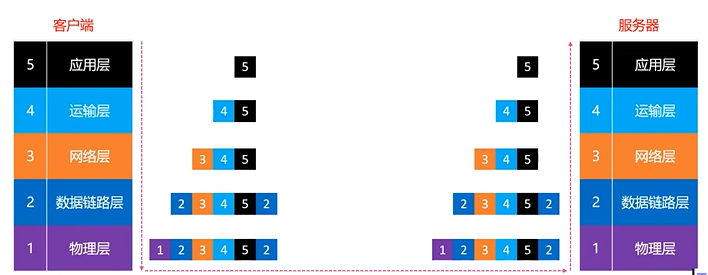 客户端 服务器
5 应用层 5 5 5 应用层
4 运输层 4 5 4 5 4 运输层
3 网络层 3 4 5 3 4 5 3 网络层
2 数据链路层 2 3 4 5 2 2 3 4 5 2 2 数据链路层
1 物理层 1 2 3 4 5 2 1 2 3 4 5 2 1 物理层